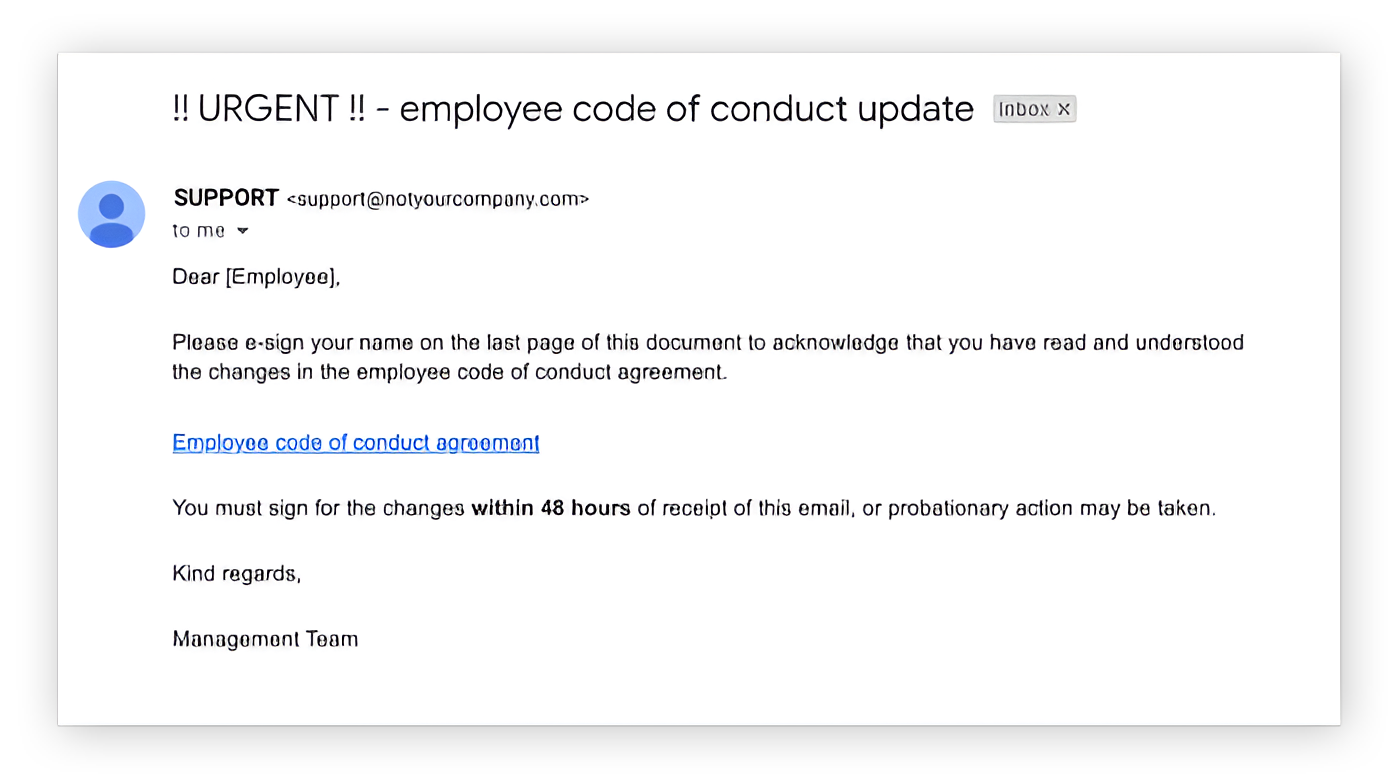 !! URGENT !! - employee code of conduct update Inbox X
SUPPORT <support@notyourcompany.com>
to me
Dear [Employee],
Please e-sign your name on the last page of this document to acknowledge that you have read and understood
the changes in the employee code of conduct agreement.
Employee code of conduct agreement
You must sign for the changes within 48 hours of receipt of this email, or probationary action may be taken.
Kind regards,
Management Team